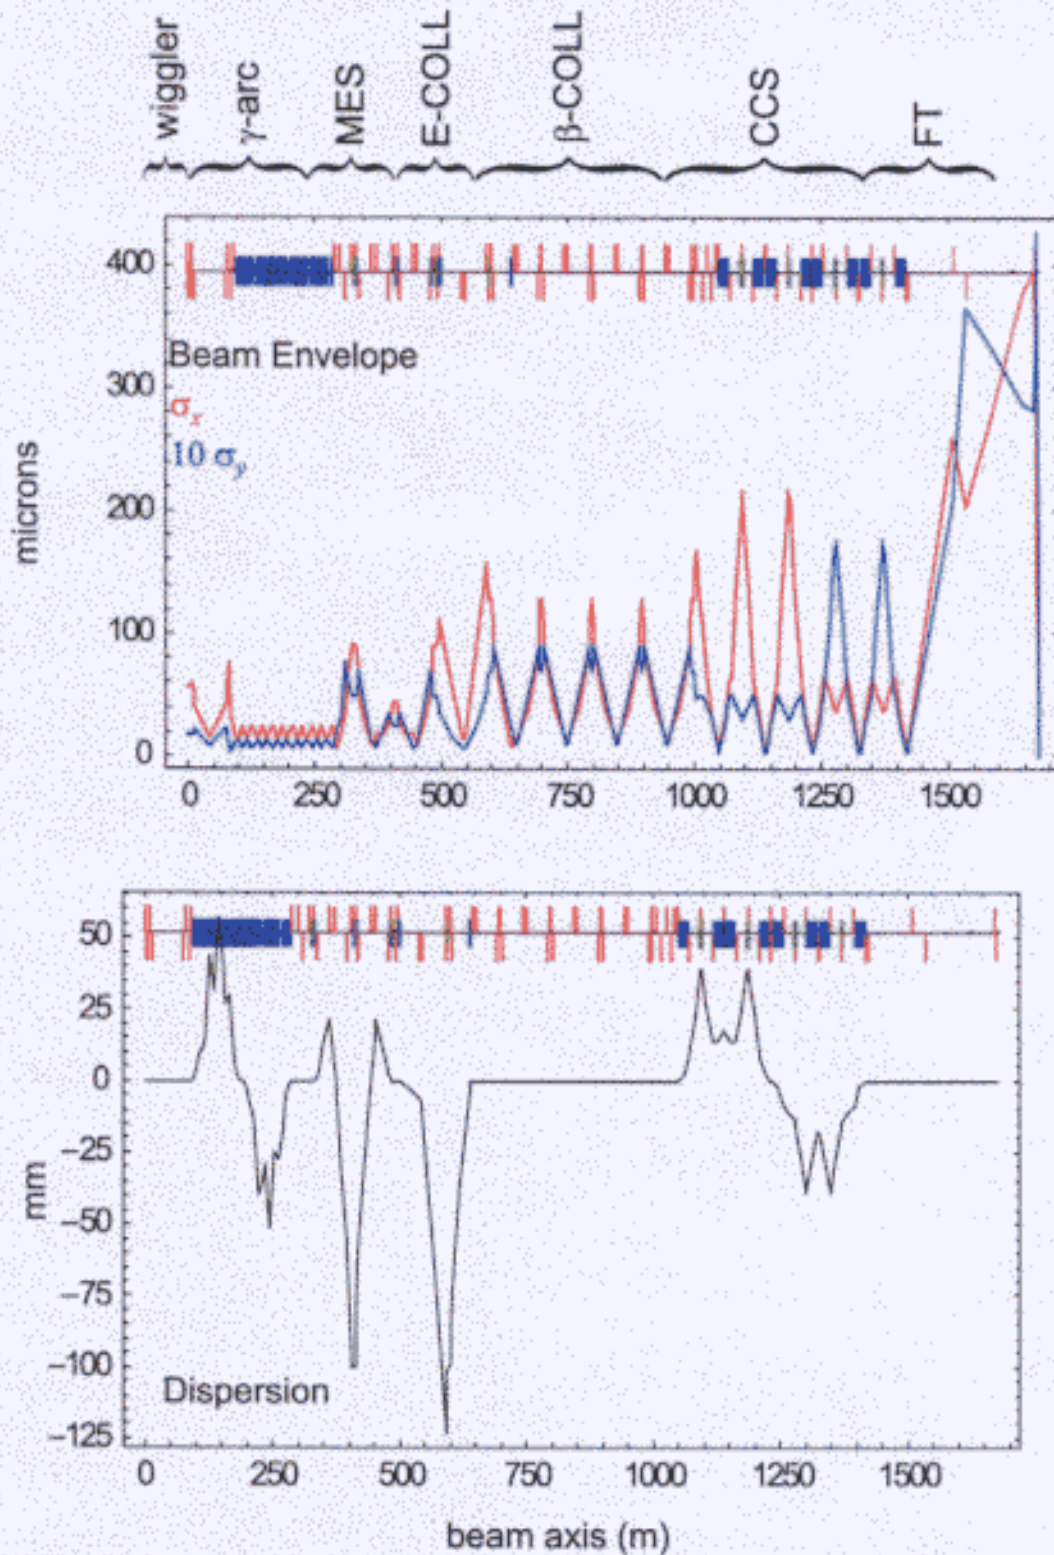 wiggler
γ-arc
MES
E-COLL
β-COLL
CCS
FT
400
300
200
100
0
microns
Beam Envelope
σx
10 σy
0 250 500 750 1000 1250 1500
50
25
0
−25
−50
−75
−100
−125
mm
Dispersion
0 250 500 750 1000 1250 1500
beam axis (m)